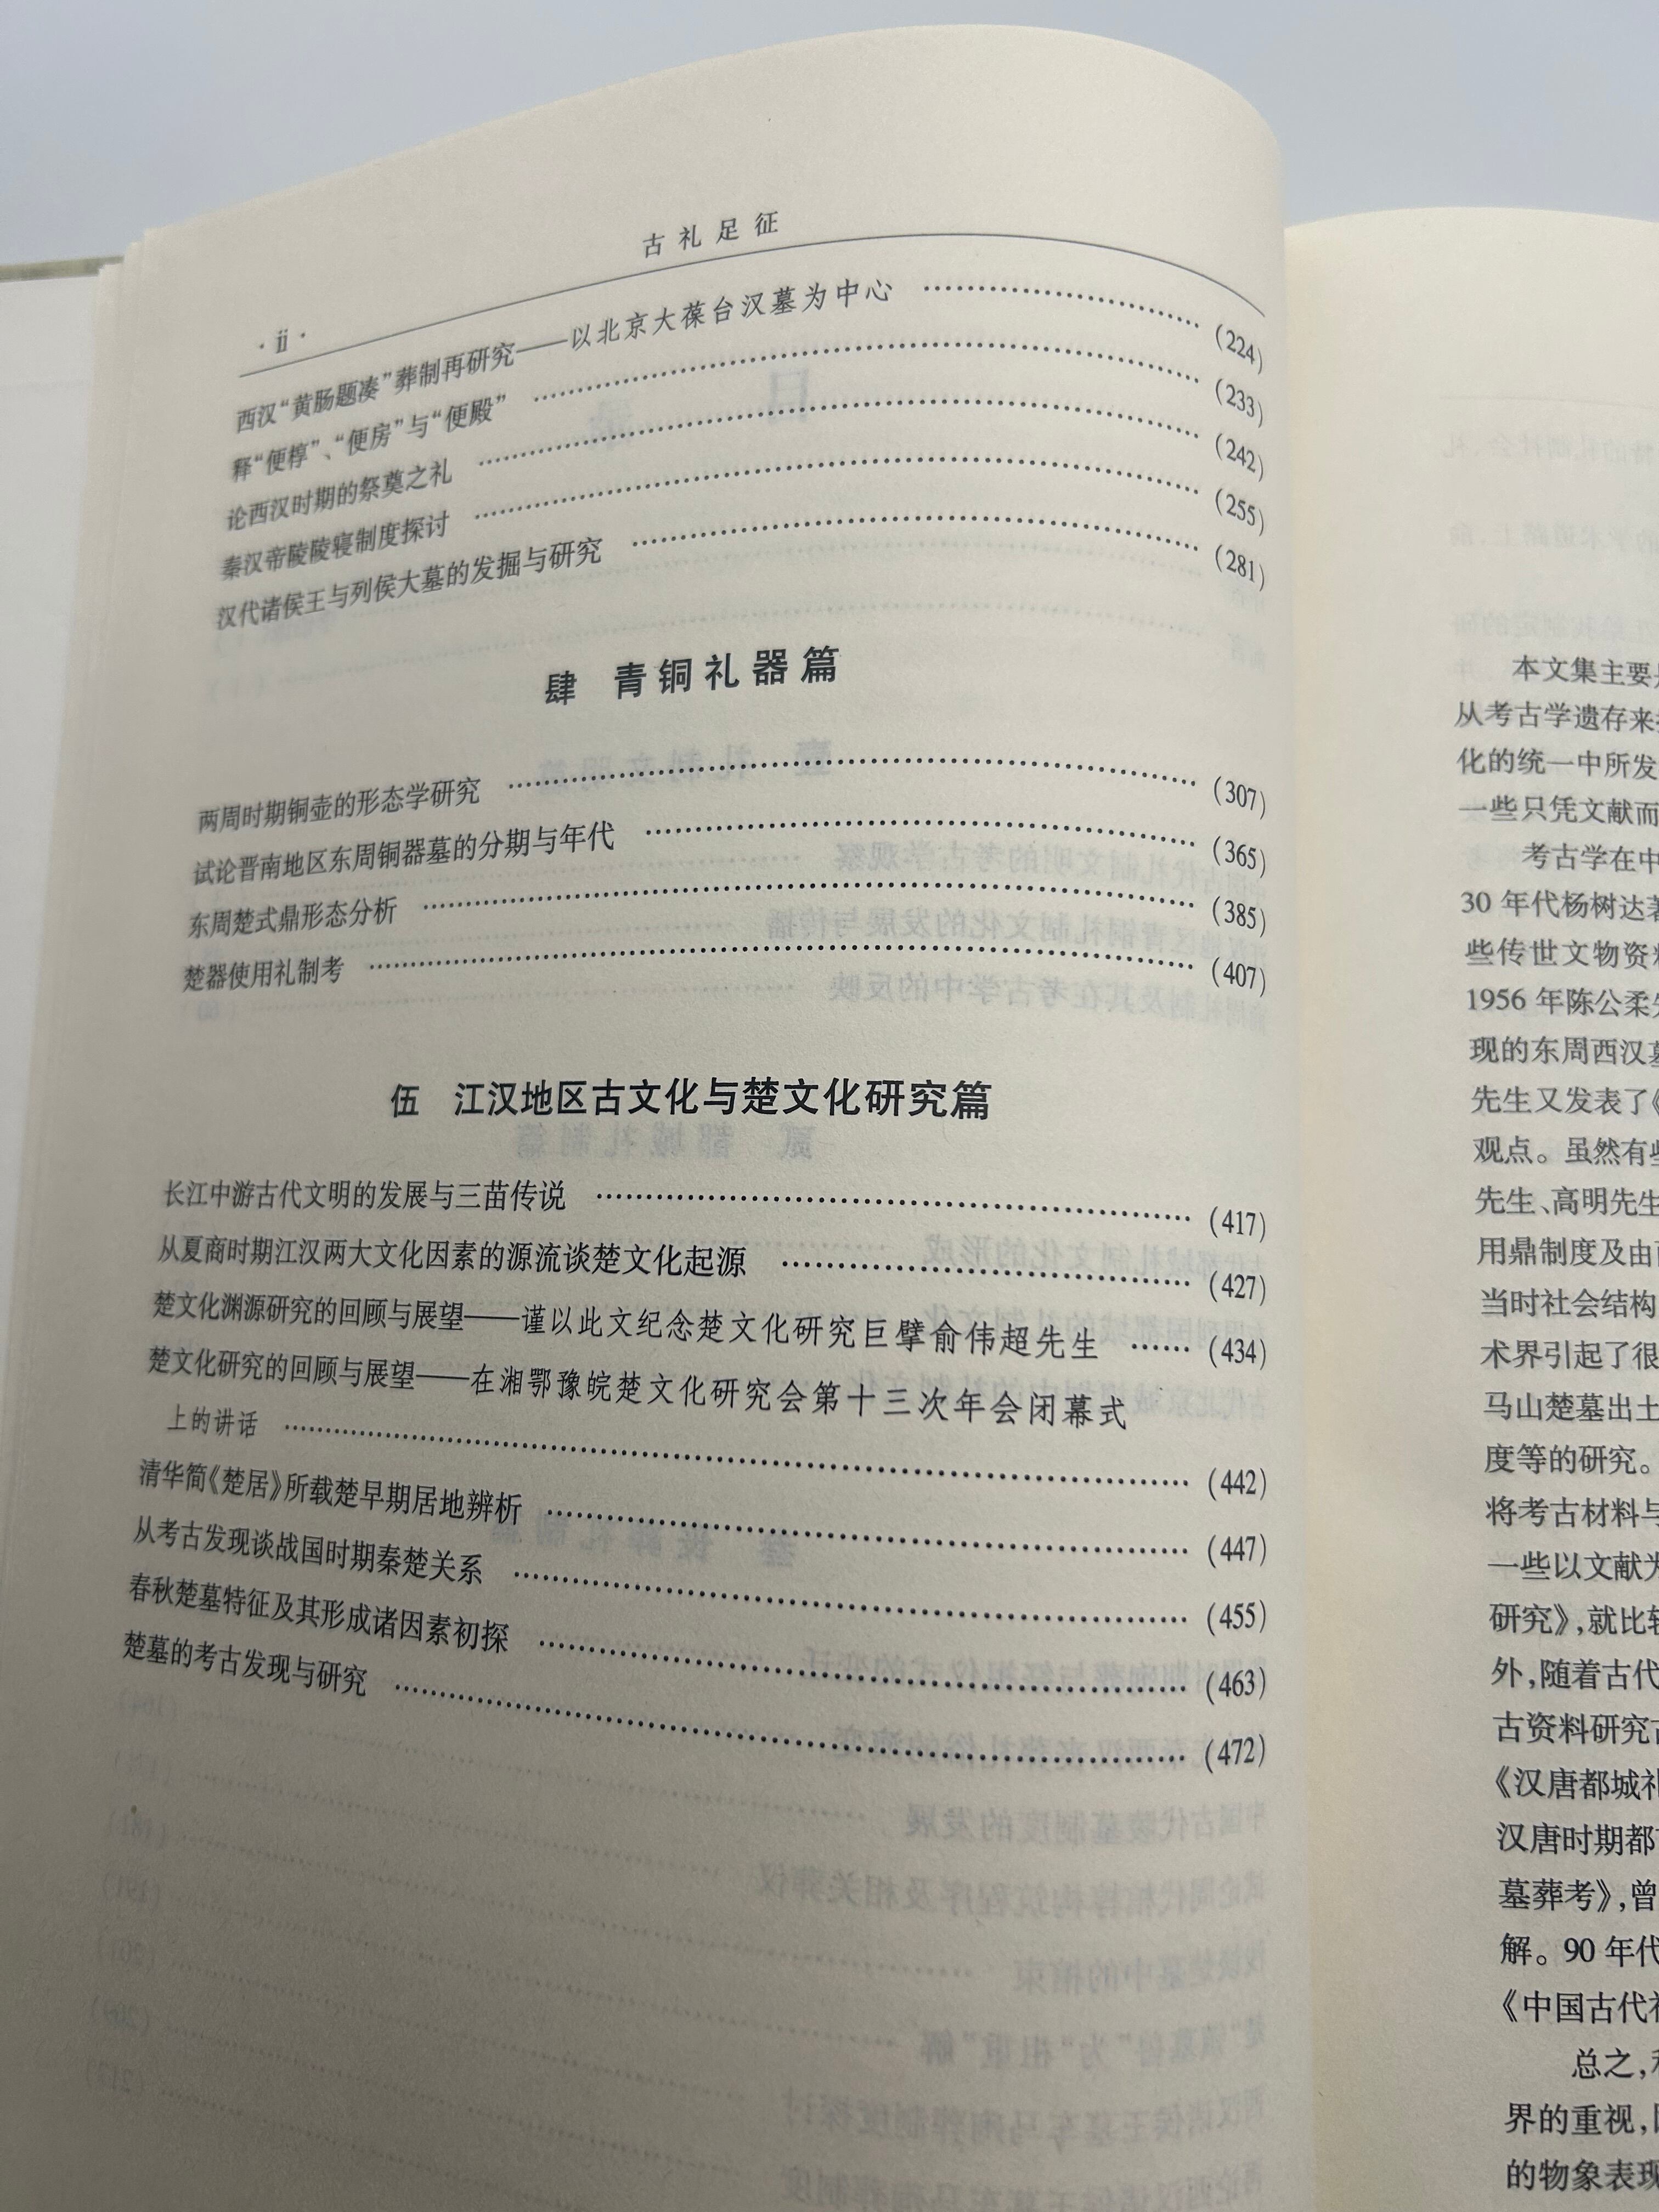 古礼足征
·ii·
西汉“黄肠题凑”葬制再研究——以北京大葆台汉墓为中心 …… (224)
释“便椁”、“便房”与“便殿” …… (233)
论西汉时期的祭奠之礼 …… (242)
秦汉帝陵陵寝制度探讨 …… (255)
汉代诸侯王与列侯大墓的发掘与研究 …… (281)
肆 青铜礼器篇
两周时期铜壶的形态学研究 …… (307)
试论晋南地区东周铜器墓的分期与年代 …… (365)
东周楚式鼎形态分析 …… (385)
楚器使用礼制考 …… (407)
伍 江汉地区古文化与楚文化研究篇
长江中游古代文明的发展与三苗传说 …… (417)
从夏商时期江汉两大文化因素的源流谈楚文化起源 …… (427)
楚文化渊源研究的回顾与展望——谨以此文纪念楚文化研究巨擘俞伟超先生 …… (434)
楚文化研究的回顾与展望——在湘鄂豫皖楚文化研究会第十三次年会闭幕式
上的讲话 …… (442)
清华简《楚居》所载楚早期居地辨析 …… (447)
从考古发现谈战国时期秦楚关系 …… (455)
春秋楚墓特征及其形成诸因素初探 …… (463)
楚墓的考古发现与研究 …… (472)
本文集主要
从考古学遗存来
化的统一中所发
一些只凭文献而
考古学在中
30 年代杨树达
些传世文物资
1956 年陈公柔
现的东周西汉
先生又发表了《
观点。虽然有
先生、高明先生
用鼎制度及由
当时社会结构
术界引起了很
马山楚墓出土
度等的研究。
将考古材料与
一些以文献
研究》,就比
外,随着古代
古资料研究
《汉唐都城
汉唐时期都
墓葬考》,曾
解。90 年代
《中国古代
总之,
界的重视,
的物象表现